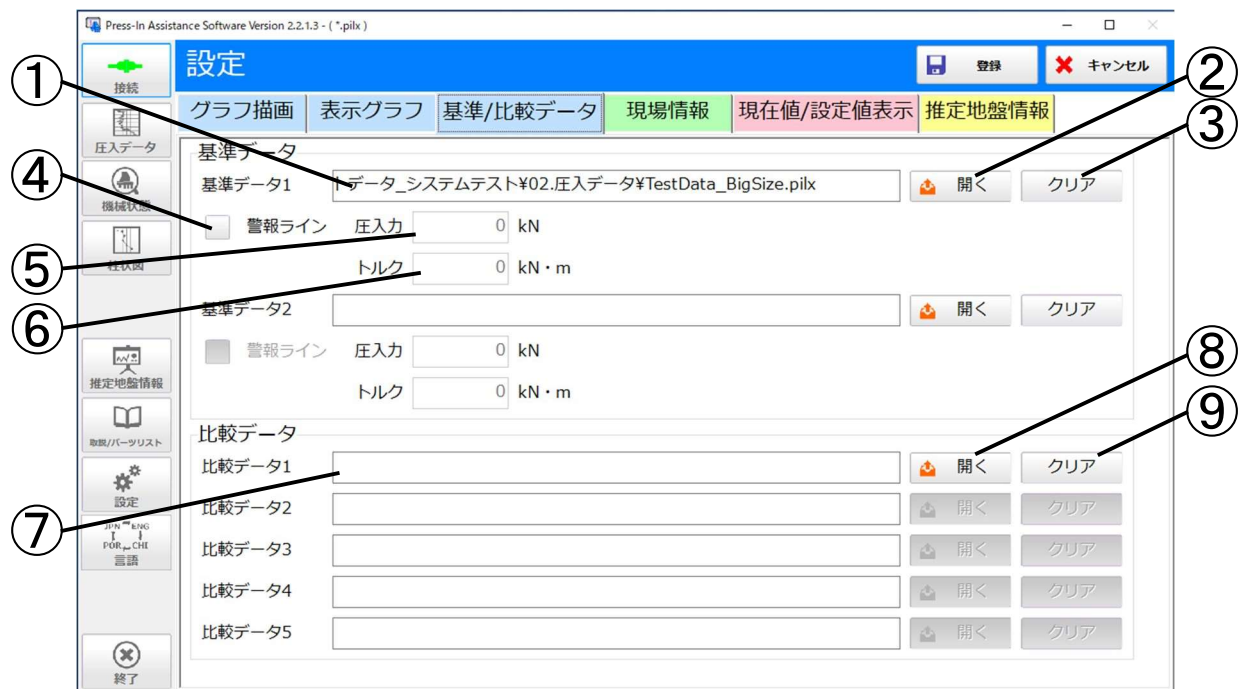 Press-In Assistance Software Version 2.2.1.3 - ( *.pilx )
設定
登録
キャンセル
接続
圧入データ
機械状態
柱状図
推定地盤情報
取説/パーツリスト
設定
JPN ENG
POR CHI
言語
終了
グラフ描画
表示グラフ
基準/比較データ
現場情報
現在値/設定値表示
推定地盤情報
基準データ
基準データ1
データ_システムテスト¥02.圧入データ¥TestData_BigSize.pilx
開く
クリア
警報ライン
圧入力
0
kN
トルク
0
kN・m
基準データ2
開く
クリア
警報ライン
圧入力
0
kN
トルク
0
kN・m
比較データ
比較データ1
開く
クリア
比較データ2
開く
クリア
比較データ3
開く
クリア
比較データ4
開く
クリア
比較データ5
開く
クリア
①
②
③
④
⑤
⑥
⑦
⑧
⑨